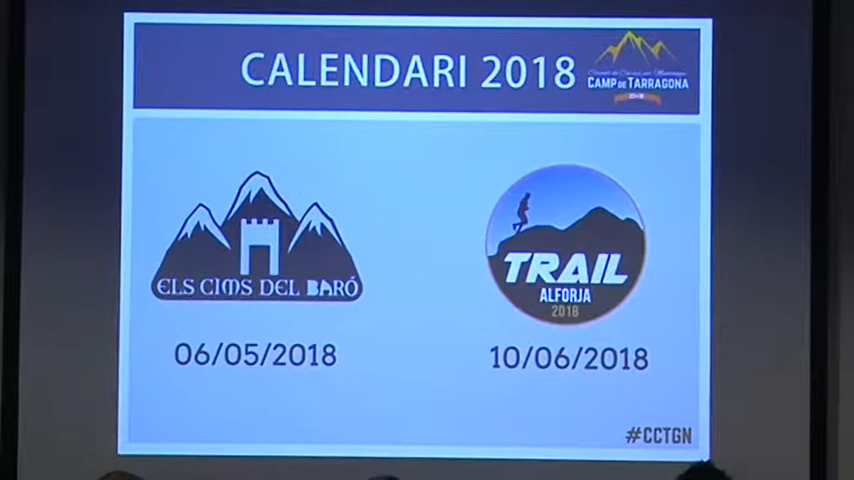 CALENDARI 2018
CAMP DE TARRAGONA
ELS CIMS DEL BARÓ
06/05/2018
TRAIL
ALFORJA
2018
10/06/2018
#CCTGN